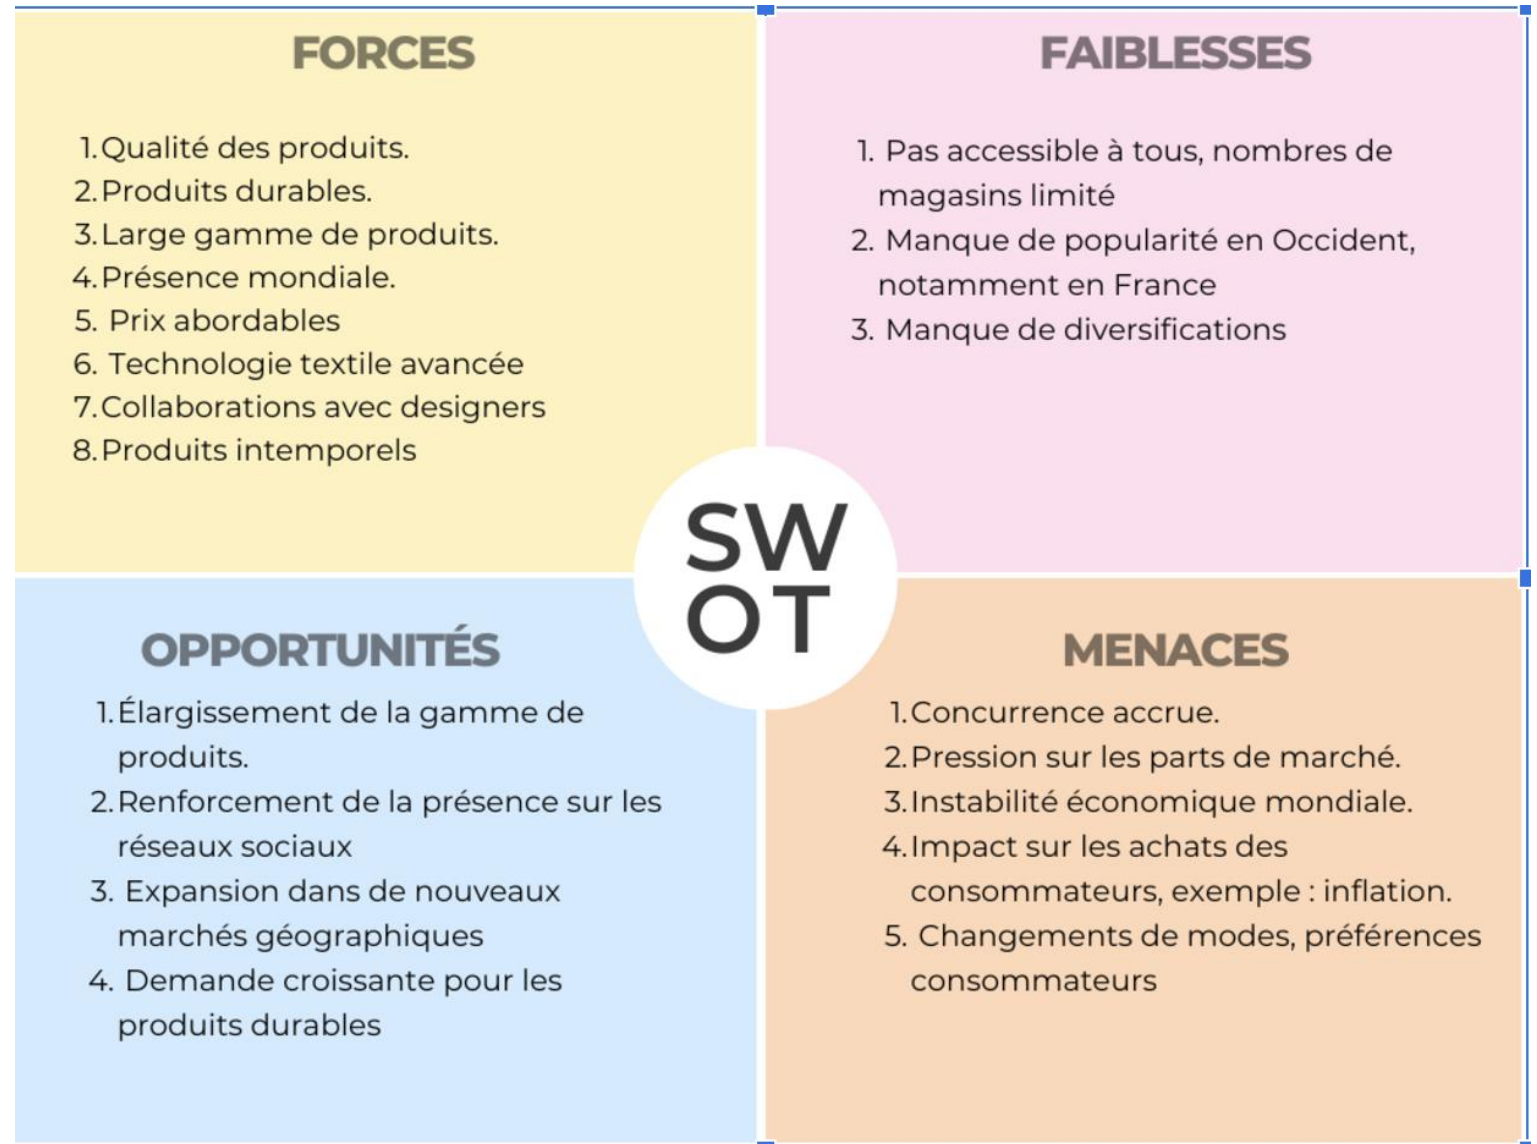 FORCES
1.Qualité des produits.
2.Produits durables.
3.Large gamme de produits.
4.Présence mondiale.
5. Prix abordables
6. Technologie textile avancée
7.Collaborations avec designers
8.Produits intemporels
FAIBLESSES
1. Pas accessible à tous, nombres de
magasins limité
2. Manque de popularité en Occident,
notamment en France
3. Manque de diversifications
SW
OT
OPPORTUNITÉS
1.Élargissement de la gamme de
produits.
2.Renforcement de la présence sur les
réseaux sociaux
3. Expansion dans de nouveaux
marchés géographiques
4. Demande croissante pour les
produits durables
MENACES
1.Concurrence accrue.
2.Pression sur les parts de marché.
3.Instabilité économique mondiale.
4.Impact sur les achats des
consommateurs, exemple : inflation.
5. Changements de modes, préférences
consommateurs